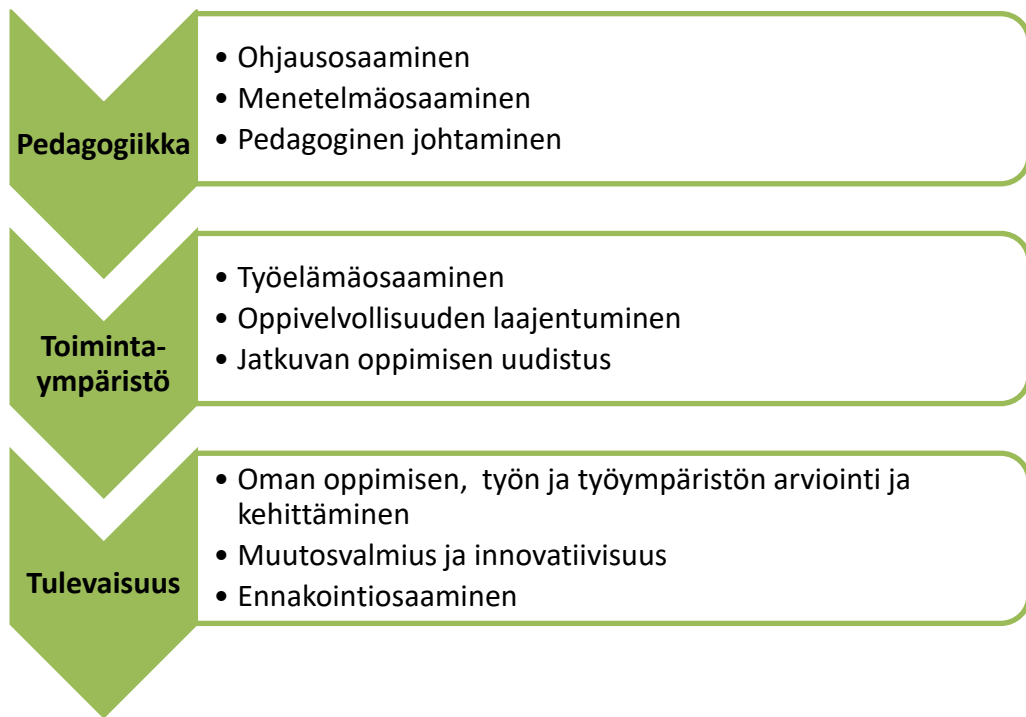 Pedagogiikka
• Ohjausosaaminen
• Menetelmäosaaminen
• Pedagoginen johtaminen
Toiminta-
ympäristö
• Työelämäosaaminen
• Oppivelvollisuuden laajentuminen
• Jatkuvan oppimisen uudistus
Tulevaisuus
• Oman oppimisen, työn ja työympäristön arviointi ja
kehittäminen
• Muutosvalmius ja innovatiivisuus
• Ennakointiosaaminen